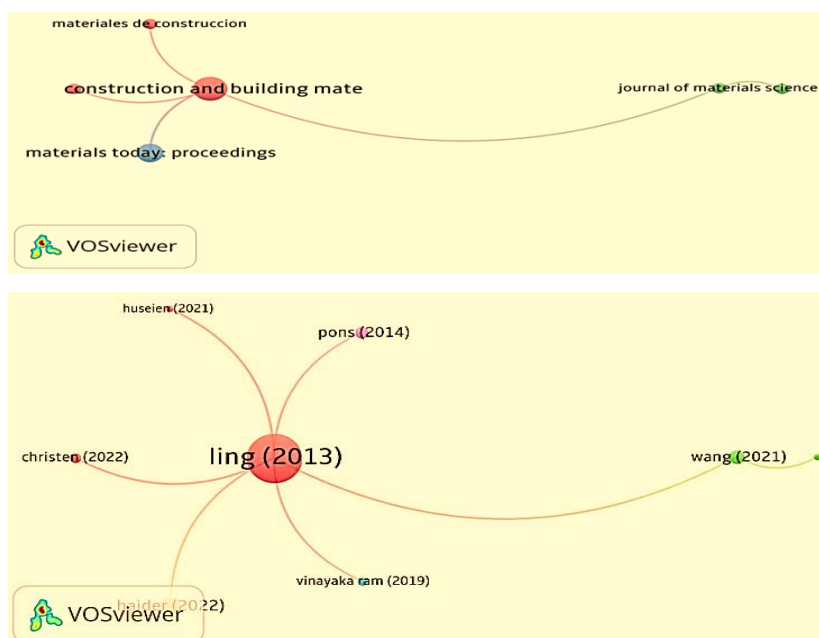 materiales de construccion
construction and building mate
journal of materials science
materials today: proceedings
VOSviewer
huseien (2021)
pons (2014)
christen (2022)
ling (2013)
wang (2021)
vinayaka ram (2019)
haider (2022)
VOSviewer